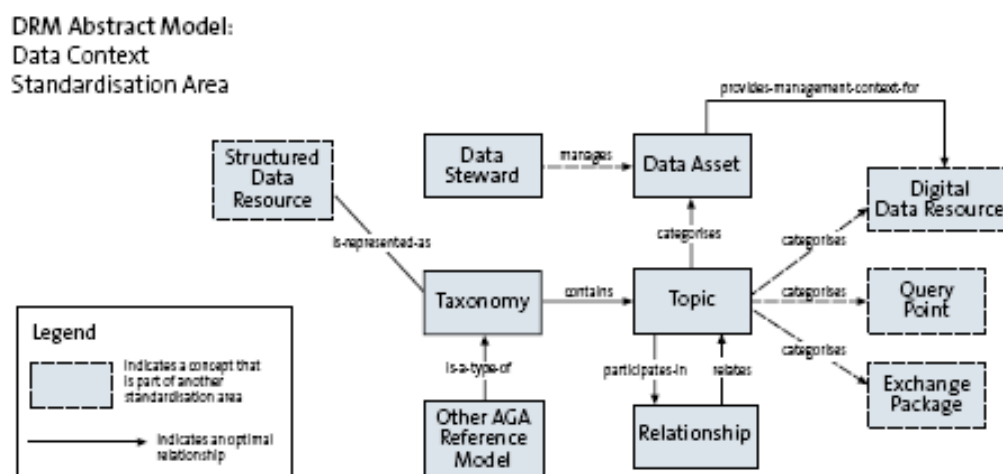 DRM Abstract Model:
Data Context
Standardisation Area
provides-management-context-for
Structured
Data
Resource
Data
Steward
manages
Data Asset
Digital
Data Resource
is-represented-as
categorises
categorises
Taxonomy
contains
Topic
categorises
Query
Point
Legend
indicates a concept that
is part of another
standardisation area
is-a-type-of
participates-in
relates
categorises
Exchange
Package
Other AGA
Reference
Model
Relationship
indicates an optimal
relationship